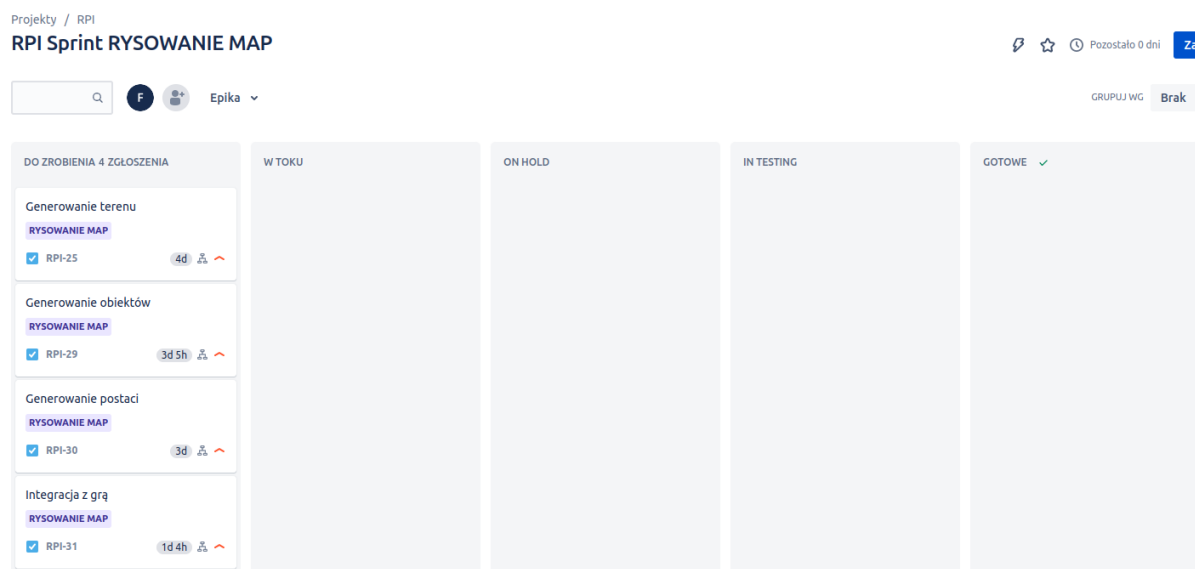 Projekty / RPI
RPI Sprint RYSOWANIE MAP
Pozostało 0 dni
Za
F
Epika
GRUPUJ WG Brak
DO ZROBIENIA 4 ZGŁOSZENIA
W TOKU
ON HOLD
IN TESTING
GOTOWE
Generowanie terenu
RYSOWANIE MAP
RPI-25 4d
Generowanie obiektów
RYSOWANIE MAP
RPI-29 3d 5h
Generowanie postaci
RYSOWANIE MAP
RPI-30 3d
Integracja z grą
RYSOWANIE MAP
RPI-31 1d 4h